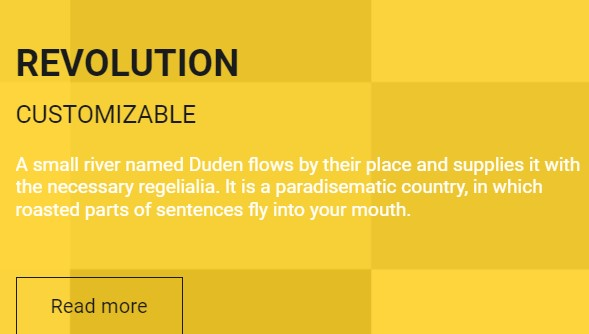 REVOLUTION
CUSTOMIZABLE
A small river named Duden flows by their place and supplies it with
the necessary regelialia. It is a paradisematic country, in which
roasted parts of sentences fly into your mouth.
Read more